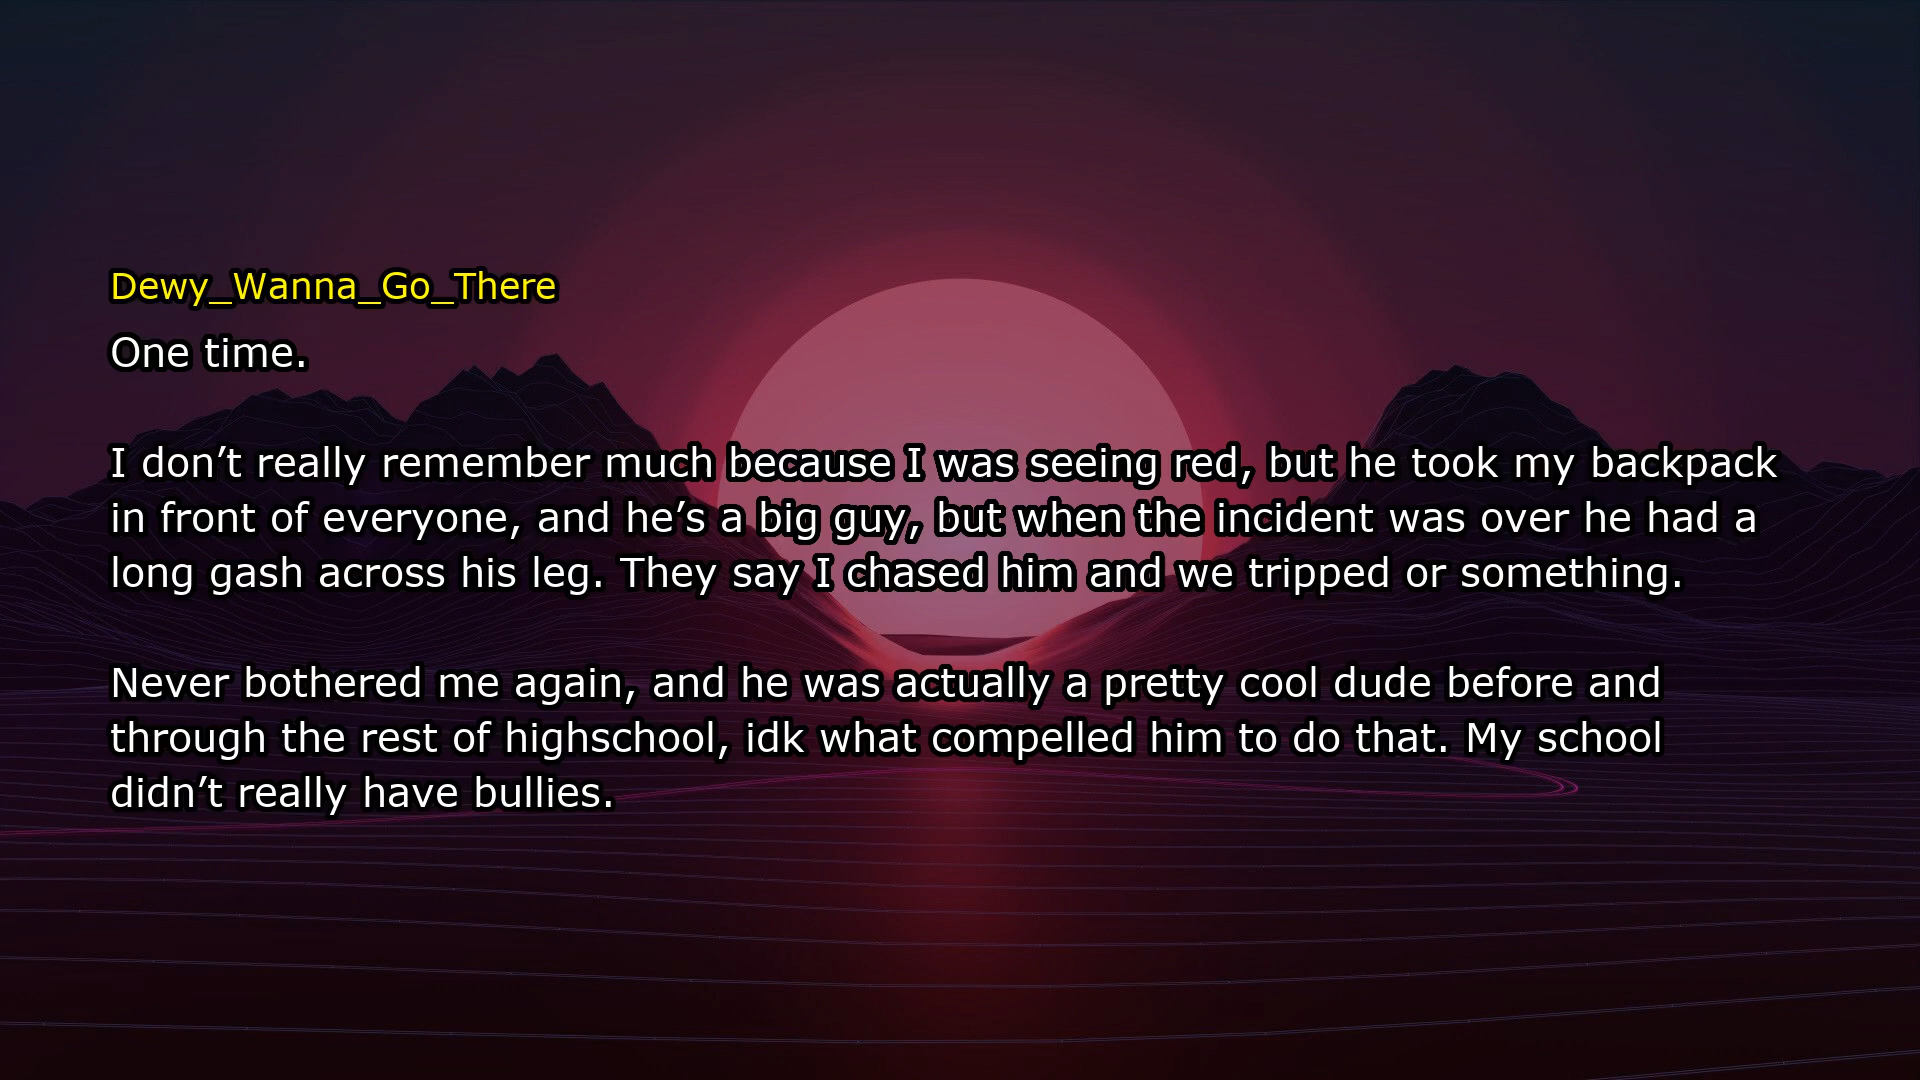 Dewy_Wanna_Go_There
One time.
I don’t really remember much because I was seeing red, but he took my backpack
in front of everyone, and he’s a big guy, but when the incident was over he had a
long gash across his leg. They say I chased him and we tripped or something.
Never bothered me again, and he was actually a pretty cool dude before and
through the rest of highschool, idk what compelled him to do that. My school
didn’t really have bullies.